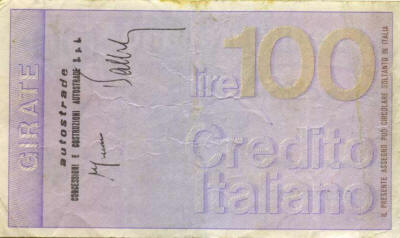 GIRATE
autostrade
CONCESSIONI E COSTRUZIONI AUTOSTRADE S.p.A.
lire 100
Credito
Italiano
IL PRESENTE ASSEGNO PUÒ CIRCOLARE SOLTANTO IN ITALIA